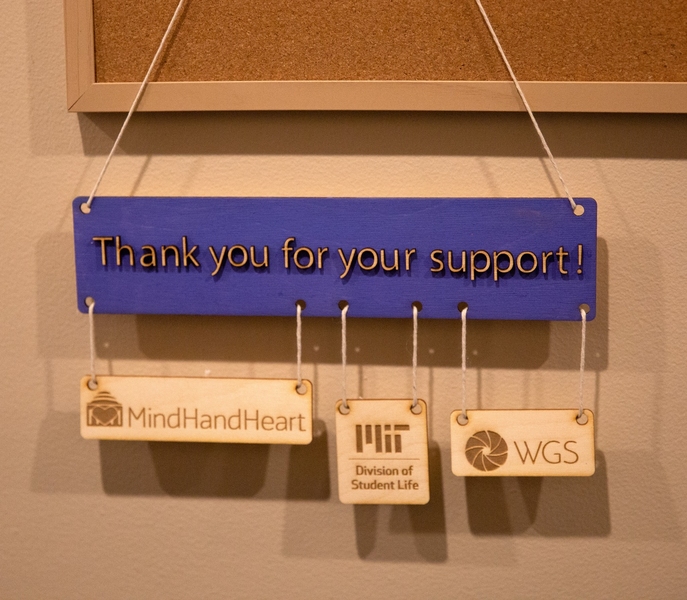 Thank you for your support!
MindHandHeart
MIT
Division of
Student Life
WGS